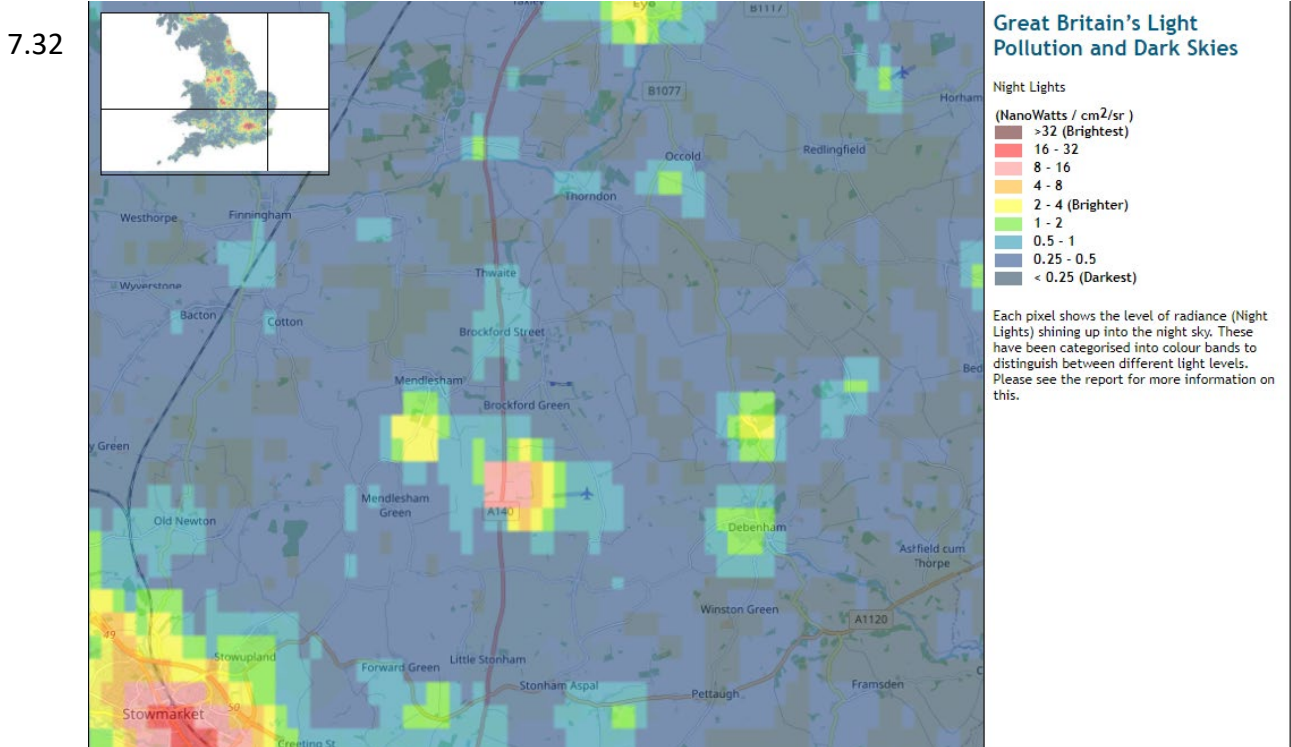 7.32
Eye
B1117
Great Britain's Light
Pollution and Dark Skies
Night Lights
(NanoWatts / cm2/sr )
>32 (Brightest)
16 - 32
8 - 16
4 - 8
2 - 4 (Brighter)
1 - 2
0.5 - 1
0.25 - 0.5
< 0.25 (Darkest)
Each pixel shows the level of radiance (Night
Lights) shining up into the night sky. These
have been categorised into colour bands to
distinguish between different light levels.
Please see the report for more information on
this.
B1077
Horham
Occold
Redlingfield
Thorndon
Westhorpe
Finningham
Thwaite
Wyverstone
Bacton
Cotton
Brockford Street
Mendlesham
Brockford Green
Mendlesham
Green
A140
Old Newton
Debenham
Ashfield cum
Thorpe
Winston Green
A1120
49
Stowupland
Forward Green
Little Stonham
Stonham Aspal
Pettaugh
Framsden
50
Stowmarket
Creeting St